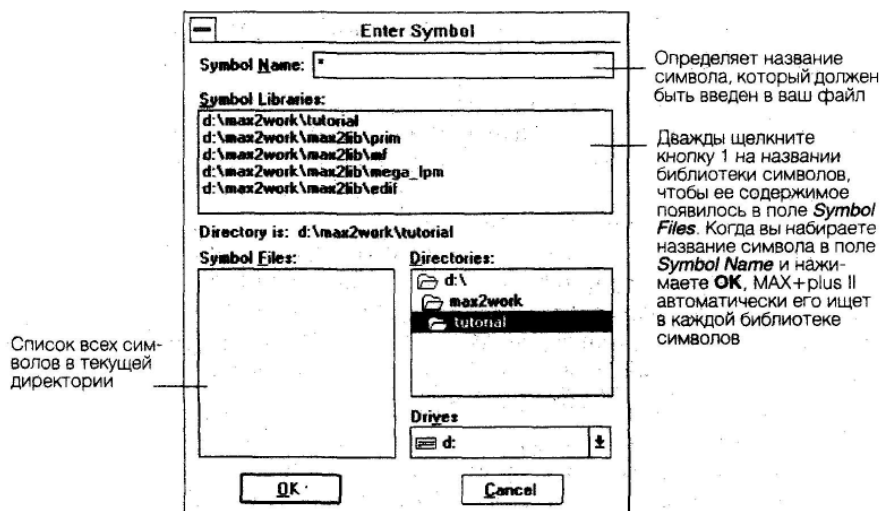 Enter Symbol
Symbol Name: *
Symbol Libraries:
d:\max2work\tutorial
d:\max2work\max2lib\prim
d:\max2work\max2lib\mf
d:\max2work\max2lib\mega_lpm
d:\max2work\max2lib\edif
Directory is: d:\max2work\tutorial
Symbol Files:
Directories:
d:\
max2work
tutorial
Drives
d:
OK
Cancel
Определяет название
символа, который должен
быть введен в ваш файл
Дважды щелкните
кнопку 1 на названии
библиотеки символов,
чтобы ее содержимое
появилось в поле Symbol
Files. Когда вы набираете
название символа в поле
Symbol Name и нажи-
маете OK, MAX+plus II
автоматически его ищет
в каждой библиотеке
символов
Список всех сим-
волов в текущей
директории